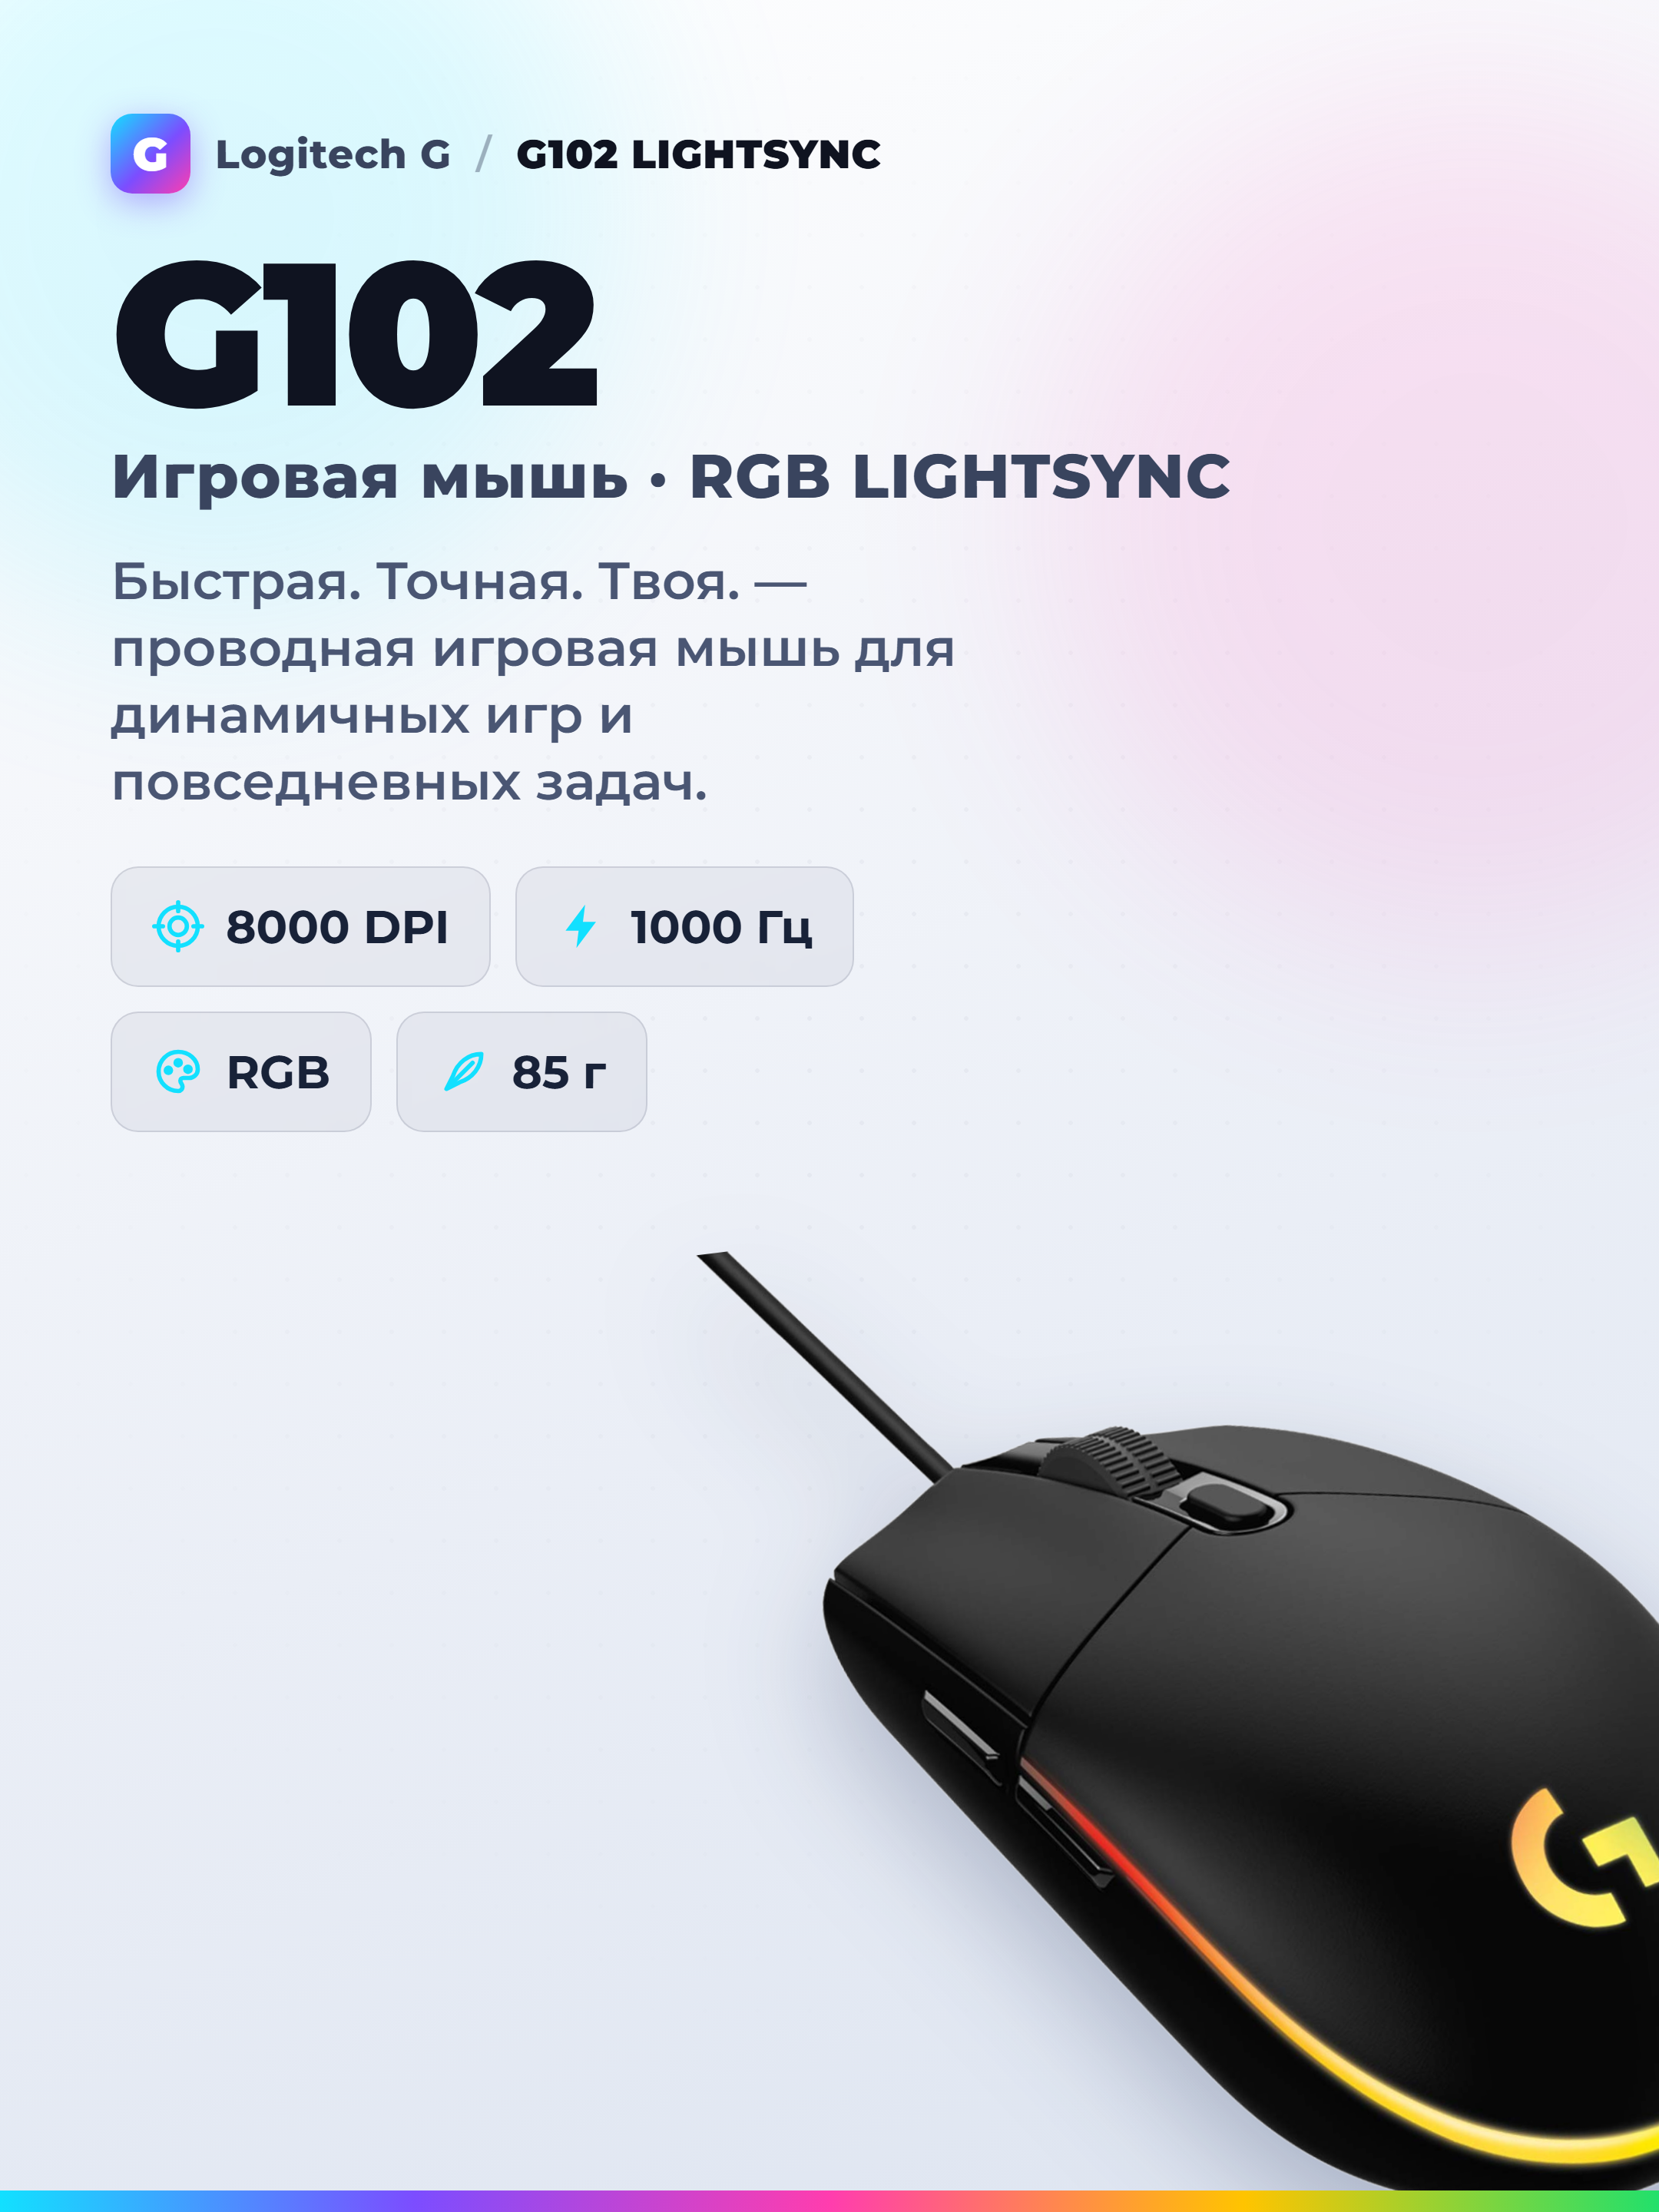 G Logitech G / G102 LIGHTSYNC
G102
Игровая мышь • RGB LIGHTSYNC
Быстрая. Точная. Твоя. —
проводная игровая мышь для
динамичных игр и
повседневных задач.
8000 DPI 1000 Гц
RGB 85 г
G